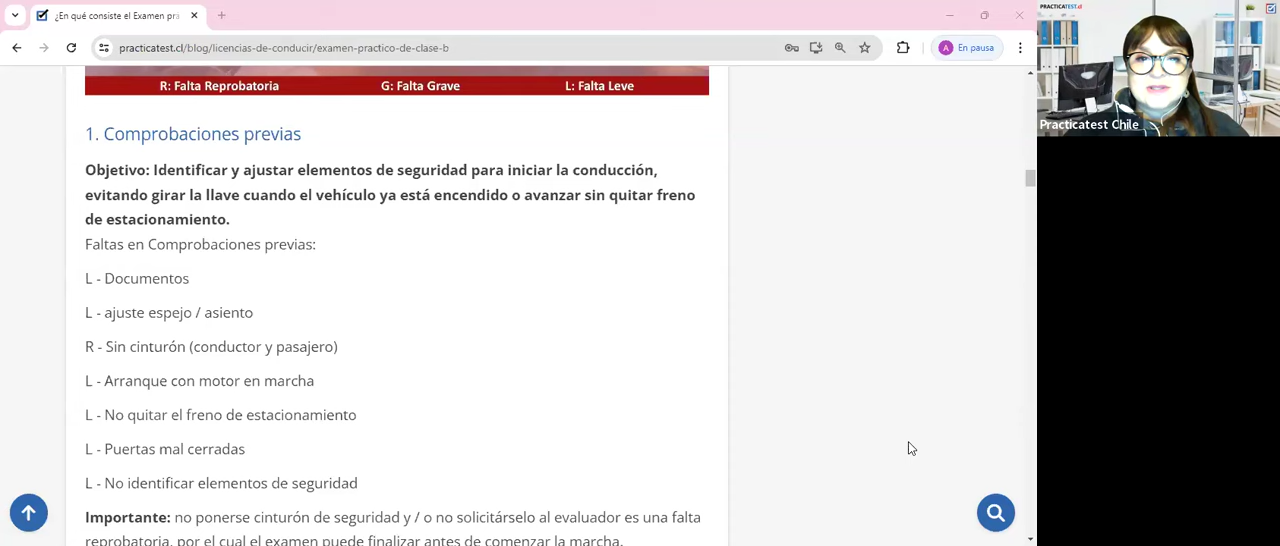 ¿En qué consiste el Examen pra
practicatest.cl/blog/licencias-de-conducir/examen-practico-de-clase-b
A
En pausa
PRACTICATEST.cl
Practicatest Chile
R: Falta Reprobatoria G: Falta Grave L: Falta Leve
1. Comprobaciones previas
Objetivo: Identificar y ajustar elementos de seguridad para iniciar la conducción,
evitando girar la llave cuando el vehículo ya está encendido o avanzar sin quitar freno
de estacionamiento.
Faltas en Comprobaciones previas:
L - Documentos
L - ajuste espejo / asiento
R - Sin cinturón (conductor y pasajero)
L - Arranque con motor en marcha
L - No quitar el freno de estacionamiento
L - Puertas mal cerradas
L - No identificar elementos de seguridad
Importante: no ponerse cinturón de seguridad y / o no solicitárselo al evaluador es una falta
reprobatoria, por el cual el examen puede finalizar antes de comenzar la marcha.